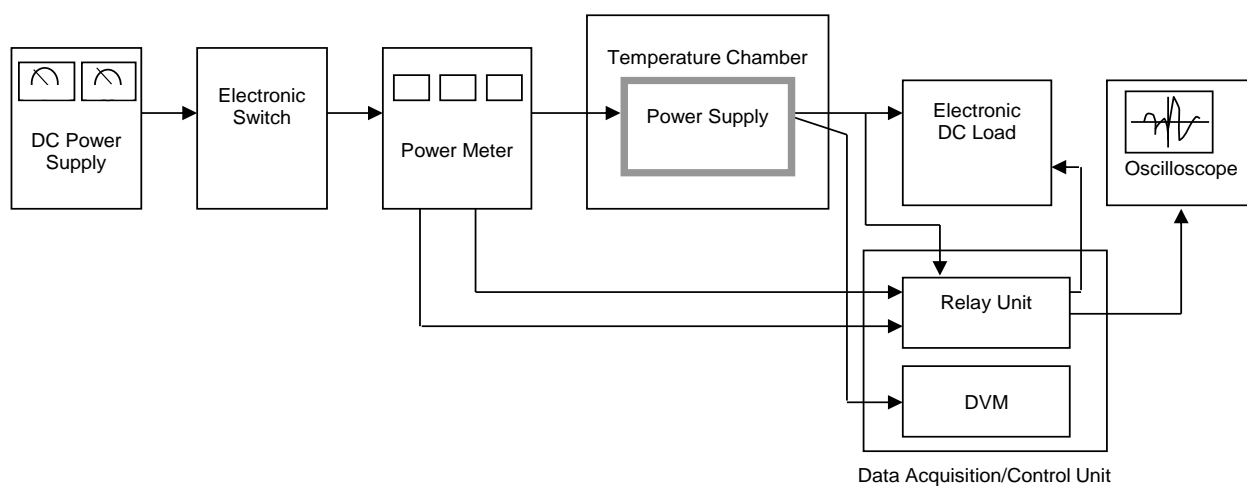 Temperature Chamber
DC Power
Supply
Electronic
Switch
Power Meter
Power Supply
Electronic
DC Load
Oscilloscope
Relay Unit
DVM
Data Acquisition/Control Unit